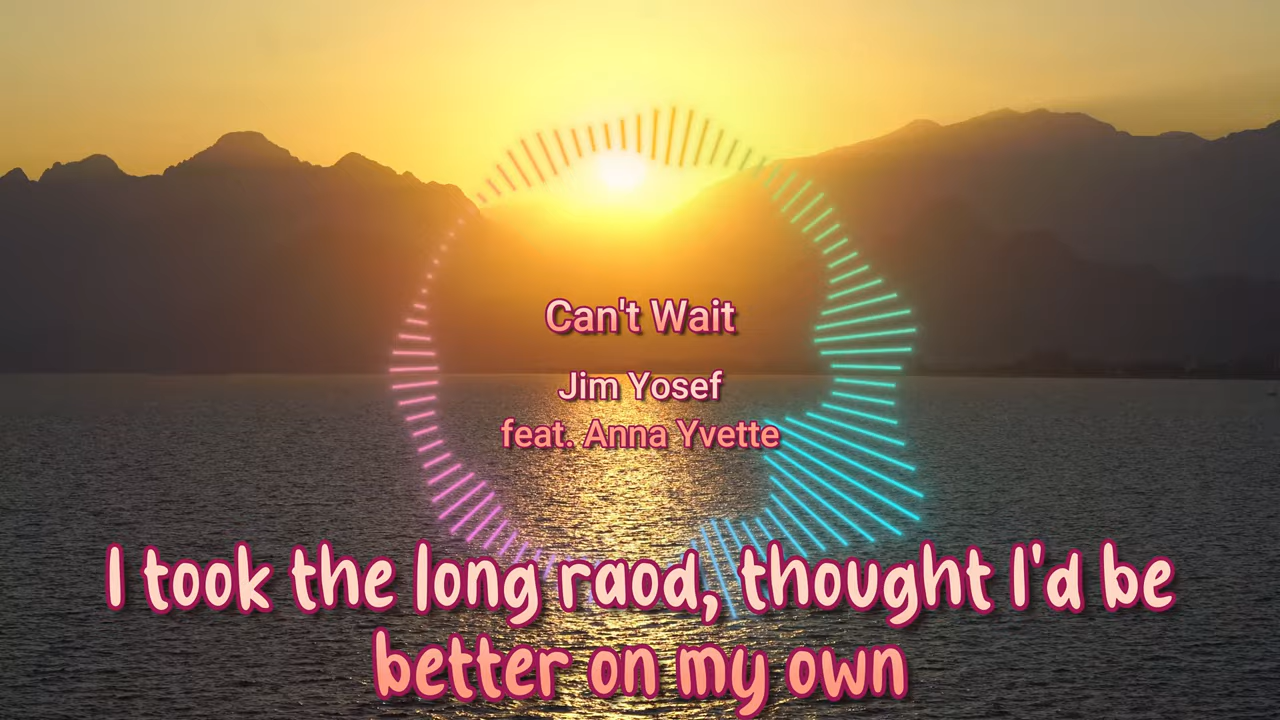 Can't Wait
Jim Yosef
feat. Anna Yvette
I took the long raod, thought I'd be
better on my own